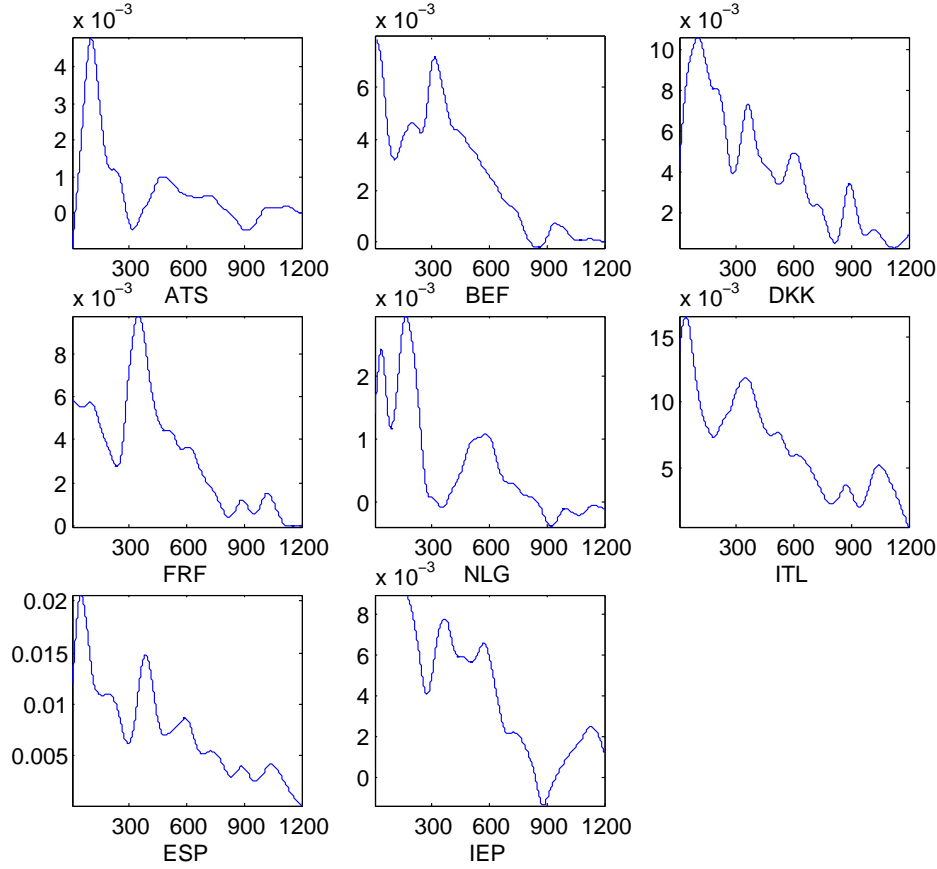 x 10⁻³ x 10⁻³ x 10⁻³
4 8 10
3 6 8
2 4 6
1 2 4
0 0 2
300 600 900 1200 300 600 900 1200 300 600 900 1200
ATS BEF DKK
x 10⁻³ x 10⁻³ x 10⁻³
8 2 15
6 1 10
4 0 5
2
0
300 600 900 1200 300 600 900 1200 300 600 900 1200
FRF NLG ITL
x 10⁻³
0.02 8
0.015 6
0.01 4
0.005 2
0
300 600 900 1200 300 600 900 1200
ESP IEP